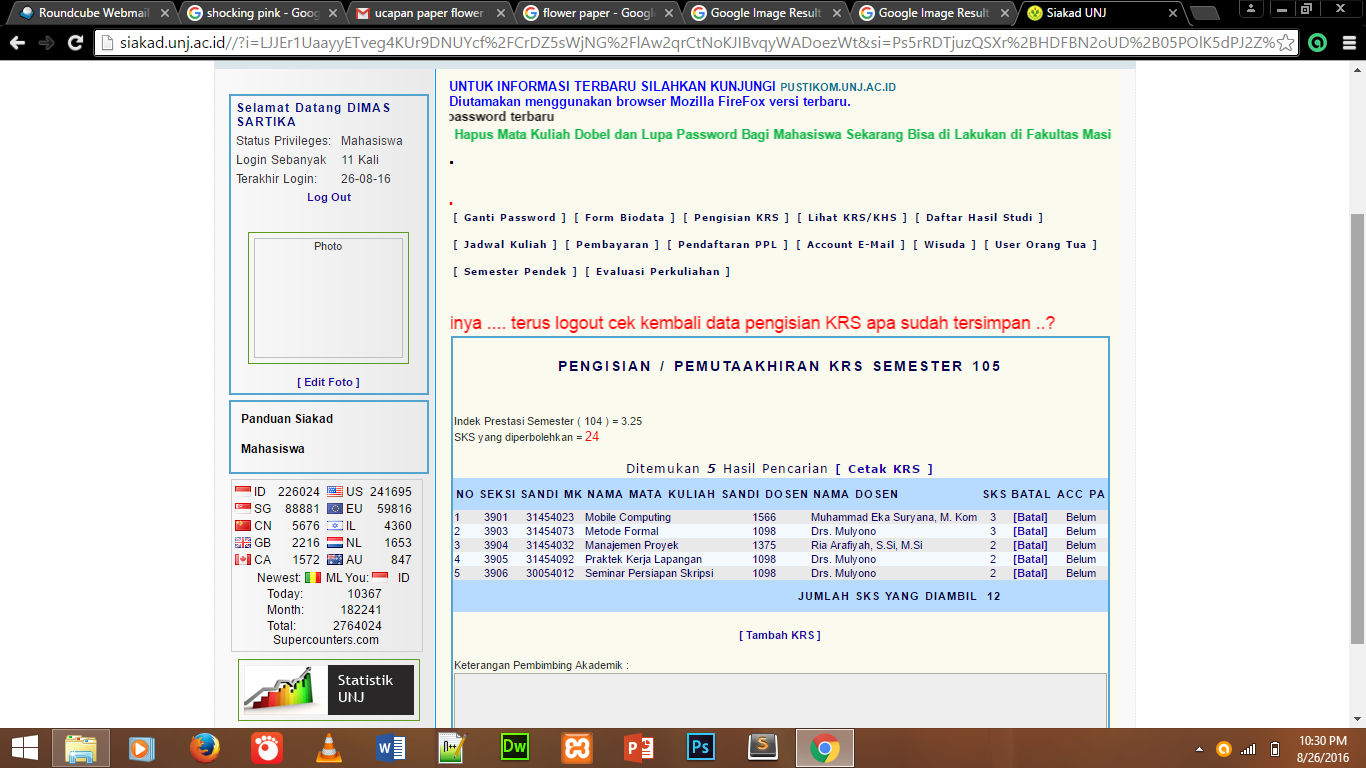 Roundcube Webmail
shocking pink - Goog
ucapan paper flower
flower paper - Google
Google Image Result
Google Image Result
Siakad UNJ
siakad.unj.ac.id//?i=LJJEr1UaayyETveg4KUr9DNUYcf%2FCrDZ5sWjNG%2FlAw2qrCtNoKJIBvqyWADoezWt&si=Ps5rRDTjuzQSXr%2BHDFBN2oUD%2B05POlK5dPJ2Z%
Selamat Datang DIMAS
SARTIKA
Status Privileges: Mahasiswa
Login Sebanyak 11 Kali
Terakhir Login: 26-08-16
Log Out
Photo
[ Edit Foto ]
Panduan Siakad
Mahasiswa
ID 226024 US 241695
SG 88881 EU 59816
CN 5676 IL 4360
GB 2216 NL 1653
CA 1572 AU 847
Newest: ML You: ID
Today: 10367
Month: 182241
Total: 2764024
Supercounters.com
Statistik
UNJ
UNTUK INFORMASI TERBARU SILAHKAN KUNJUNGI PUSTIKOM.UNJ.AC.ID
Diutamakan menggunakan browser Mozilla FireFox versi terbaru.
password terbaru
Hapus Mata Kuliah Dobel dan Lupa Password Bagi Mahasiswa Sekarang Bisa di Lakukan di Fakultas Masi
.
.
[ Ganti Password ] [ Form Biodata ] [ Pengisian KRS ] [ Lihat KRS/KHS ] [ Daftar Hasil Studi ]
[ Jadwal Kuliah ] [ Pembayaran ] [ Pendaftaran PPL ] [ Account E-Mail ] [ Wisuda ] [ User Orang Tua ]
[ Semester Pendek ] [ Evaluasi Perkuliahan ]
inya .... terus logout cek kembali data pengisian KRS apa sudah tersimpan ..?
PENGISIAN / PEMUTAAKHIRAN KRS SEMESTER 105
Indek Prestasi Semester ( 104 ) = 3.25
SKS yang diperbolehkan = 24
Ditemukan 5 Hasil Pencarian [ Cetak KRS ]
NO SEKSI SANDI MK NAMA MATA KULIAH SANDI DOSEN NAMA DOSEN SKS BATAL ACC PA
1 3901 31454023 Mobile Computing 1566 Muhammad Eka Suryana, M. Kom 3 [Batal] Belum
2 3903 31454073 Metode Formal 1098 Drs. Mulyono 3 [Batal] Belum
3 3904 31454032 Manajemen Proyek 1375 Ria Arafiyah, S.Si, M.Si 2 [Batal] Belum
4 3905 31454092 Praktek Kerja Lapangan 1098 Drs. Mulyono 2 [Batal] Belum
5 3906 30054012 Seminar Persiapan Skripsi 1098 Drs. Mulyono 2 [Batal] Belum
JUMLAH SKS YANG DIAMBIL 12
[ Tambah KRS ]
Keterangan Pembimbing Akademik :
10:30 PM
8/26/2016